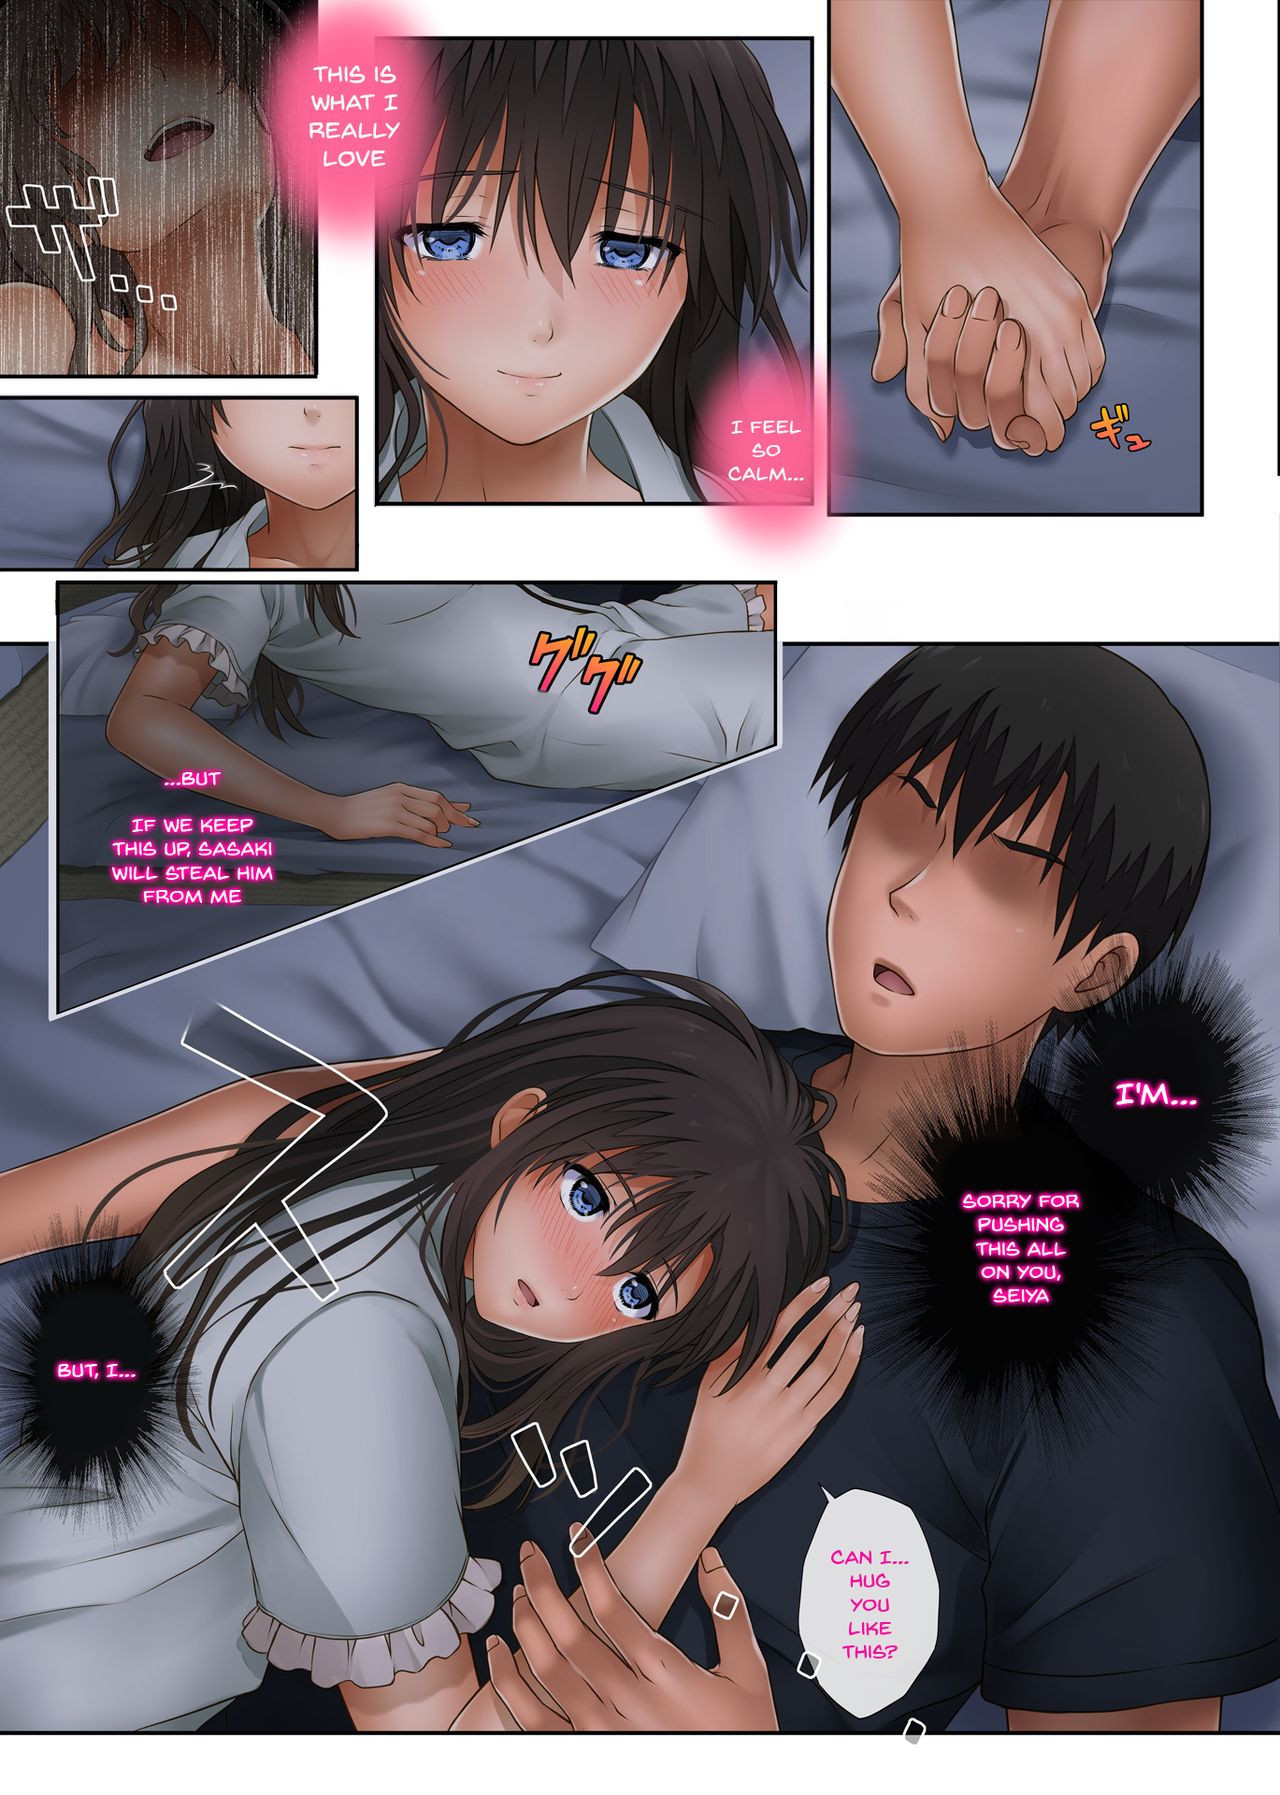 ギュ
I FEEL
SO
CALM...
THIS IS
WHAT I
REALLY
LOVE
ザ...
ググ
...BUT
IF WE KEEP
THIS UP, SASAKI
WILL STEAL HIM
FROM ME
I'M...
SORRY FOR
PUSHING
THIS ALL
ON YOU,
SEIYA
CAN I...
HUG
YOU
LIKE
THIS?
BUT, I...